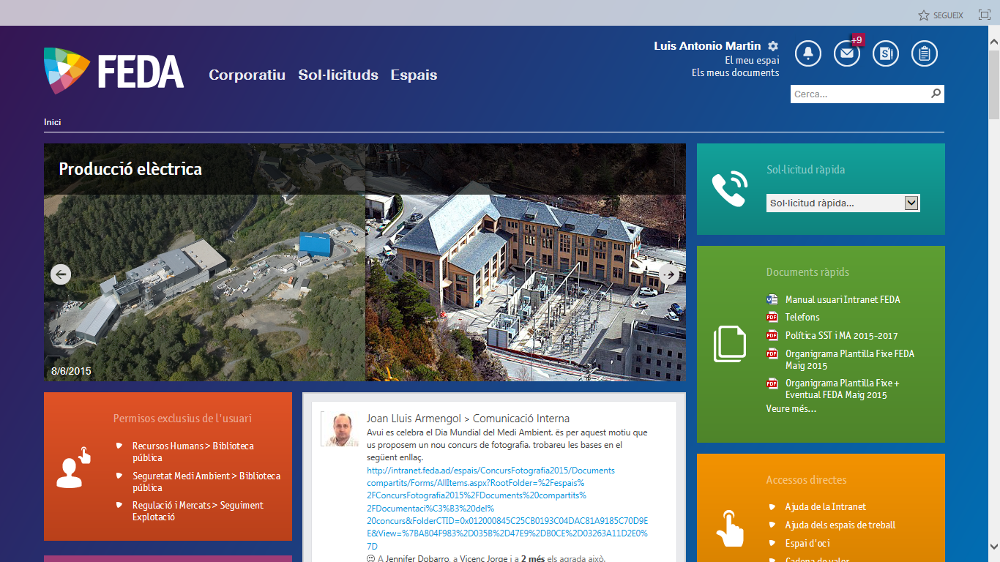 SEGUEIX
FEDA
Corporatiu Sol·licituds Espais
Luis Antonio Martin
El meu espai
Els meus documents
+9
S
Cerca...
Inici
Producció elèctrica
8/6/2015
Sol·licitud ràpida
Sol·licitud ràpida...
Documents ràpids
Manual usuari Intranet FEDA
Telefons
Política SST i MA 2015-2017
Organigrama Plantilla Fixe FEDA
Maig 2015
Organigrama Plantilla Fixe +
Eventual FEDA Maig 2015
Veure més...
Permisos exclusius de l'usuari
Recursos Humans > Biblioteca
pública
Seguretat Medi Ambient > Biblioteca
pública
Regulació i Mercats > Seguiment
Explotació
Joan Lluis Armengol > Comunicació Interna
Avui es celebra el Dia Mundial del Medi Ambient. ës per aquest motiu que
us proposem un nou concurs de fotografia. trobareu les bases en el
següent enllaç.
http://intranet.feda.ad/espais/ConcursFotografia2015/Documents
compartits/Forms/AllItems.aspx?RootFolder=%2Fespais%
2FConcursFotografia2015%2FDocuments%20compartits%
2FDocumentaci%C3%B3%20del%
20concurs&FolderCTID=0x012000845C25CB0193C04DAC81A9185C70D9E
E&View=%7BA804F983%2D035B%2D47E9%2DB0CE%2D03263A11D2E0%
7D
A Jennifer Dobarro, a Vicenç Jorge i a 2 més els agrada això.
Accessos directes
Ajuda de la Intranet
Ajuda dels espais de treball
Espai d'oci
Cadena de valor